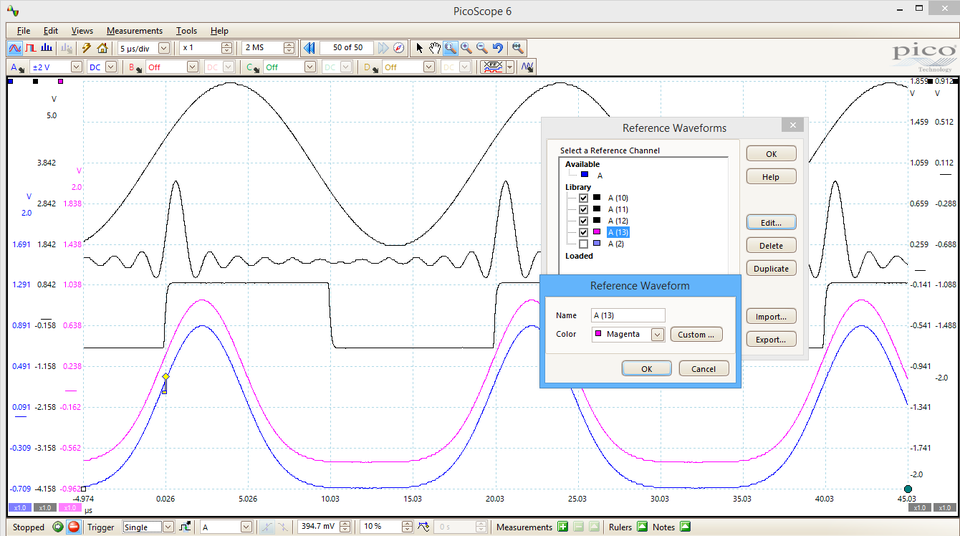 PicoScope 6
File Edit Views Measurements Tools Help
5 µs/div x 1 2 MS 50 of 50
pico
Technology
A ±2 V DC B Off DC C Off DC D Off DC
V 1.859 0.912
5.0 V V
1.459 0.512
3.842 1.059 0.112
V
2.0
V
2.0 2.842 1.838 0.659 -0.288
1.691 1.842 1.438 0.259 -0.688
1.291 0.842 1.038 -0.141 -1.088
0.891 -0.158 0.638 -0.541 -1.488
0.491 -1.158 0.238 -0.941
-2.0
0.091 -2.158 -0.162 -1.341
-0.309 -3.158 -0.562 -1.741
-2.0
-0.709 -4.158 -0.962
-4.974 0.026 5.026 10.03 15.03 20.03 25.03 30.03 35.03 40.03 45.03
x1.0 x1.0 x1.0 µs x1.0 x1.0
Reference Waveforms
Select a Reference Channel
Available
A
Library
A (10)
A (11)
A (12)
A (13)
A (2)
Loaded
OK
Help
Edit...
Delete
Duplicate
Import...
Export...
Reference Waveform
Name A (13)
Color Magenta Custom ...
OK Cancel
Stopped Trigger Single A 394.7 mV 10 % 0 s Measurements Rulers Notes